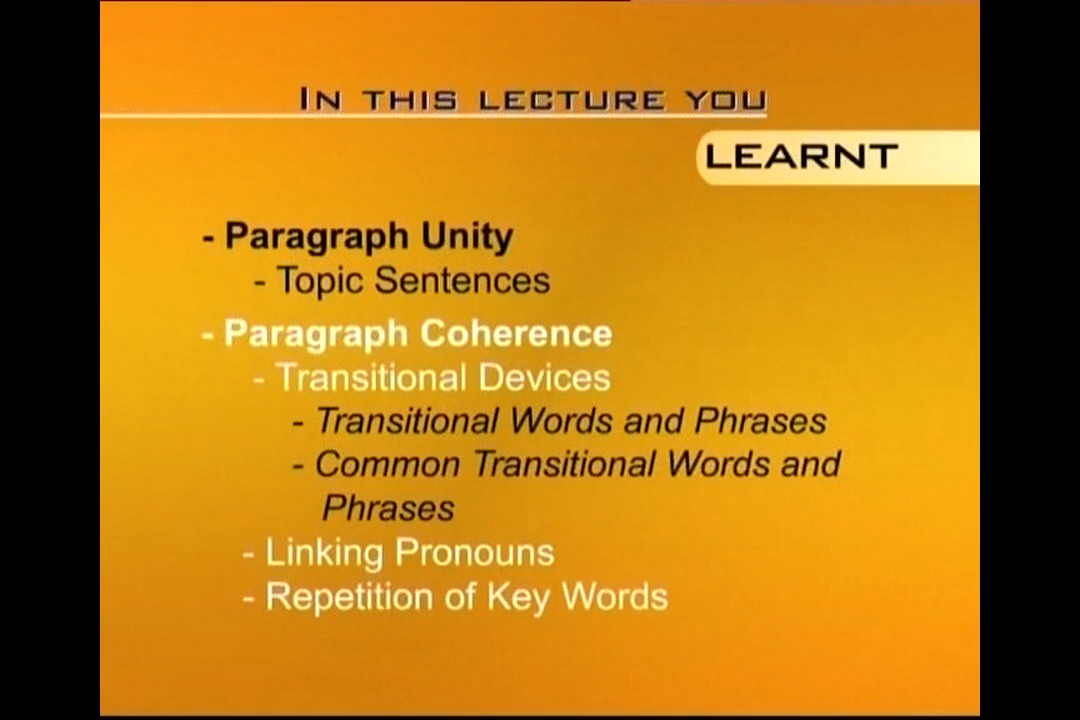 In this lecture you
LEARNT
- Paragraph Unity
- Topic Sentences
- Paragraph Coherence
- Transitional Devices
- Transitional Words and Phrases
- Common Transitional Words and
Phrases
- Linking Pronouns
- Repetition of Key Words